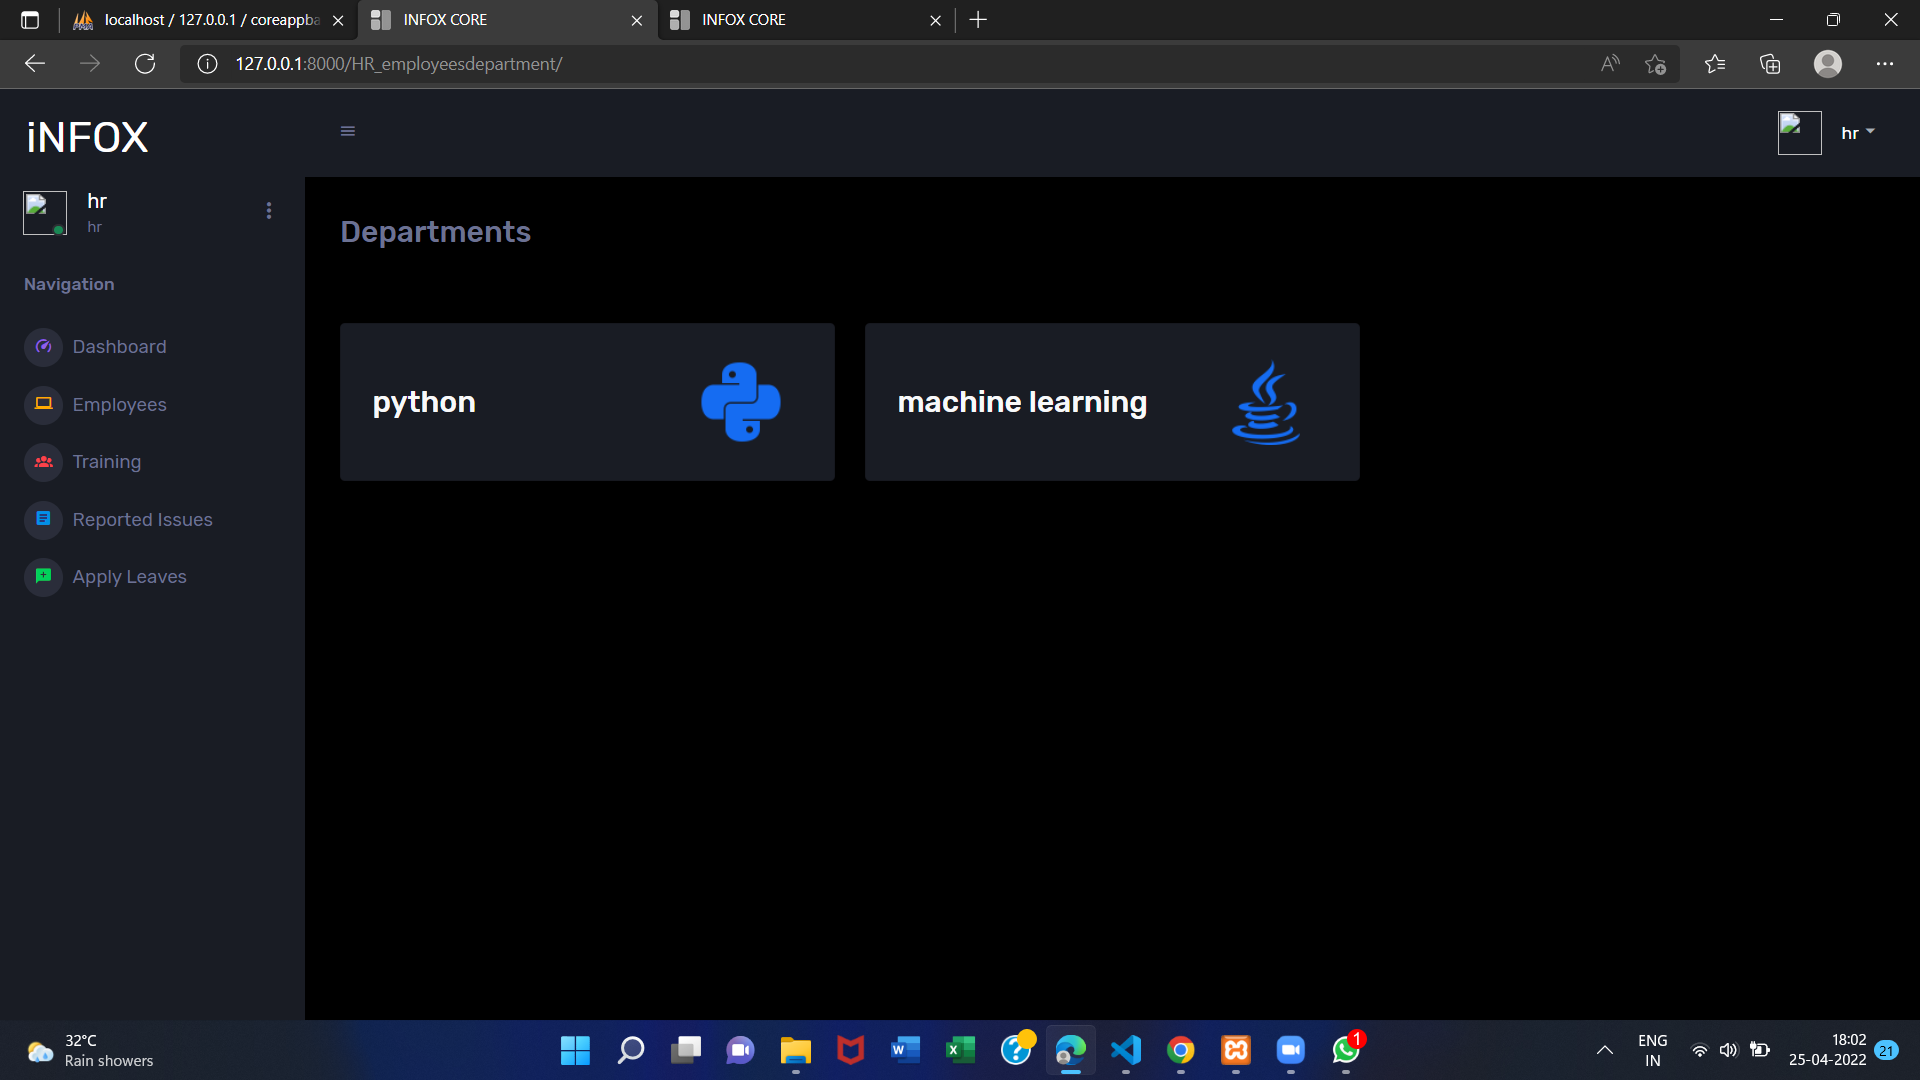 localhost / 127.0.0.1 / coreappba
INFOX CORE
INFOX CORE
127.0.0.1:8000/HR_employeesdepartment/
iNFOX
hr
hr
hr
Navigation
Dashboard
Employees
Training
Reported Issues
Apply Leaves
Departments
python
machine learning
32°C
Rain showers
1
ENG
IN
18:02
25-04-2022
21